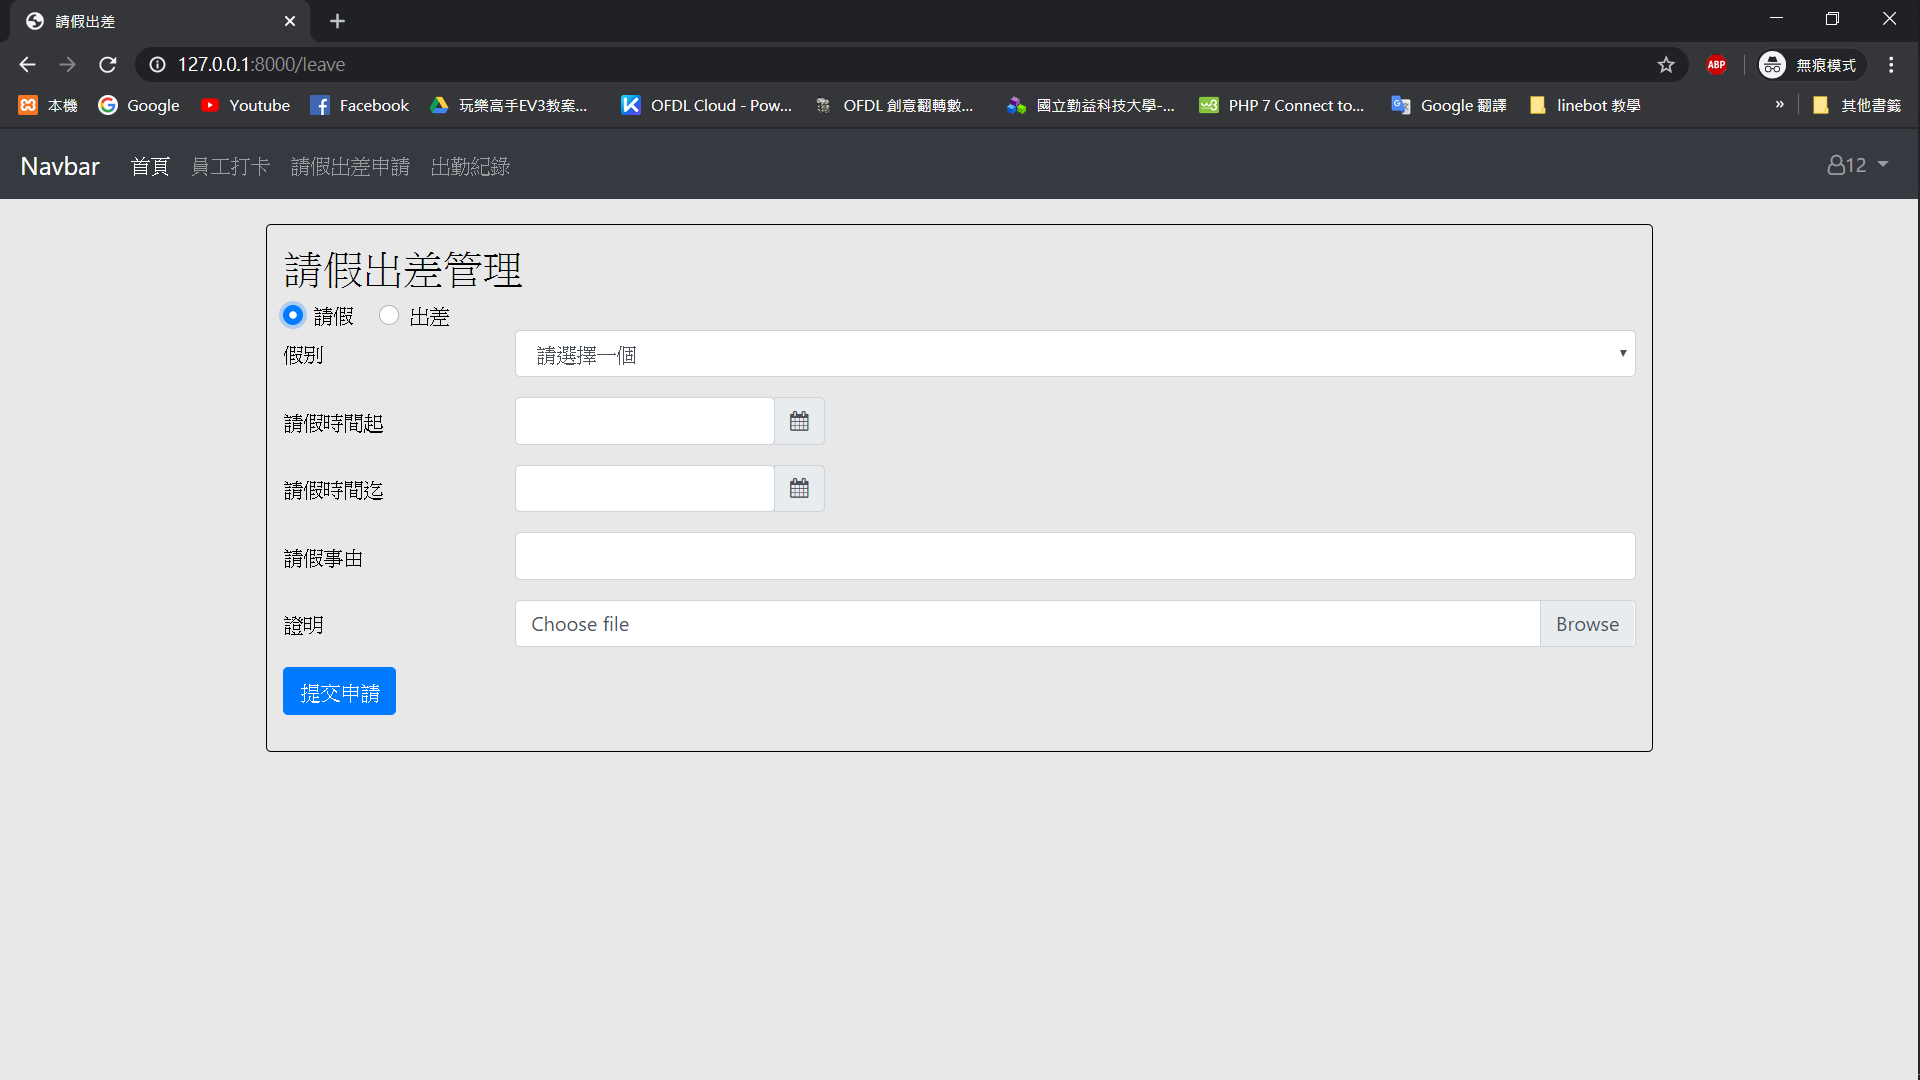 請假出差
127.0.0.1:8000/leave
ABP
無痕模式
本機 Google Youtube Facebook 玩樂高手EV3教案... OFDL Cloud - Pow... OFDL 創意翻轉數... 國立勤益科技大學-... PHP 7 Connect to... Google 翻譯 linebot 教學 » 其他書籤
Navbar 首頁 員工打卡 請假出差申請 出勤紀錄 12
請假出差管理
請假 出差
假別 請選擇一個
請假時間起
請假時間迄
請假事由
證明 Choose file Browse
提交申請